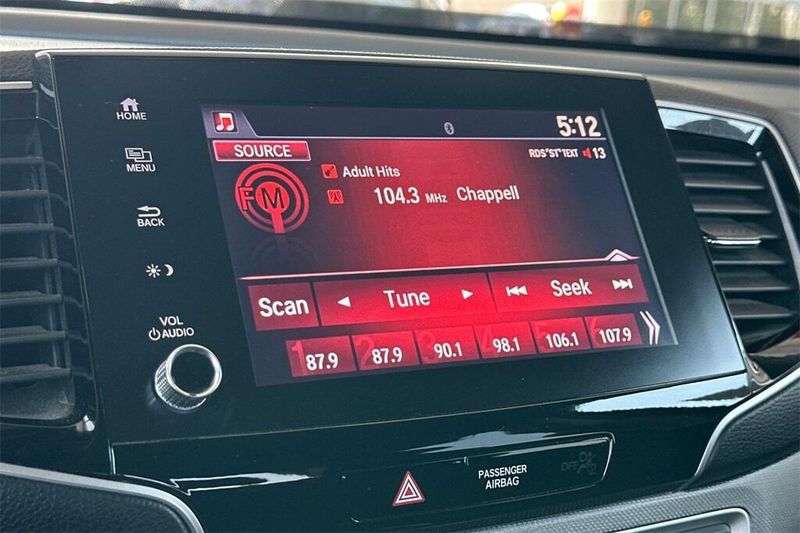 HOME
MENU
BACK
VOL
AUDIO
5:12
SOURCE
RDS "ST" TEXT 13
FM
Adult Hits
104.3 MHz Chappell
Scan
Tune
Seek
1 87.9
2 87.9
3 90.1
4 98.1
5 106.1
6 107.9
PASSENGER
AIRBAG
OFF